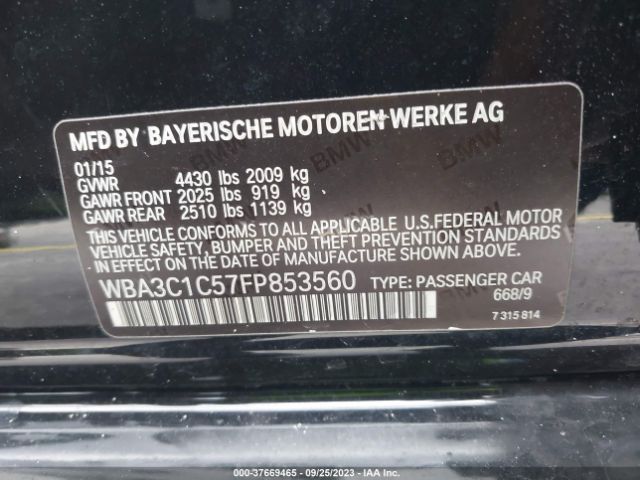 MFD BY BAYERISCHE MOTOREN WERKE AG
01/15
GVWR 4430 lbs 2009 kg
GAWR FRONT 2025 lbs 919 kg
GAWR REAR 2510 lbs 1139 kg
THIS VEHICLE CONFORMS TO ALL APPLICABLE U.S.FEDERAL MOTOR
VEHICLE SAFETY, BUMPER AND THEFT PREVENTION STANDARDS
IN EFFECT ON THE DATE OF MANUFACTURE SHOWN ABOVE.
WBA3C1C57FP853560 TYPE: PASSENGER CAR
668/9
7 315 814
000-37669465 - 09/25/2023 - IAA Inc.